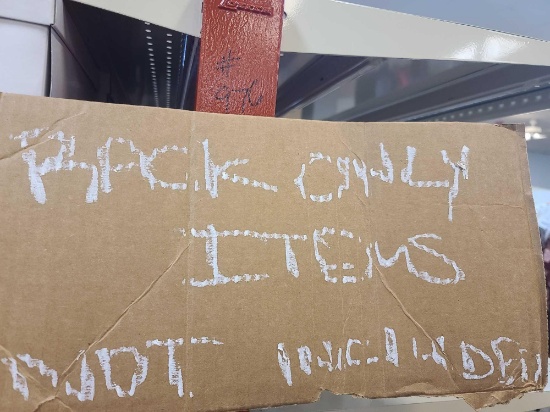 RACK ONLY
ITEMS
NOT INCLUDED